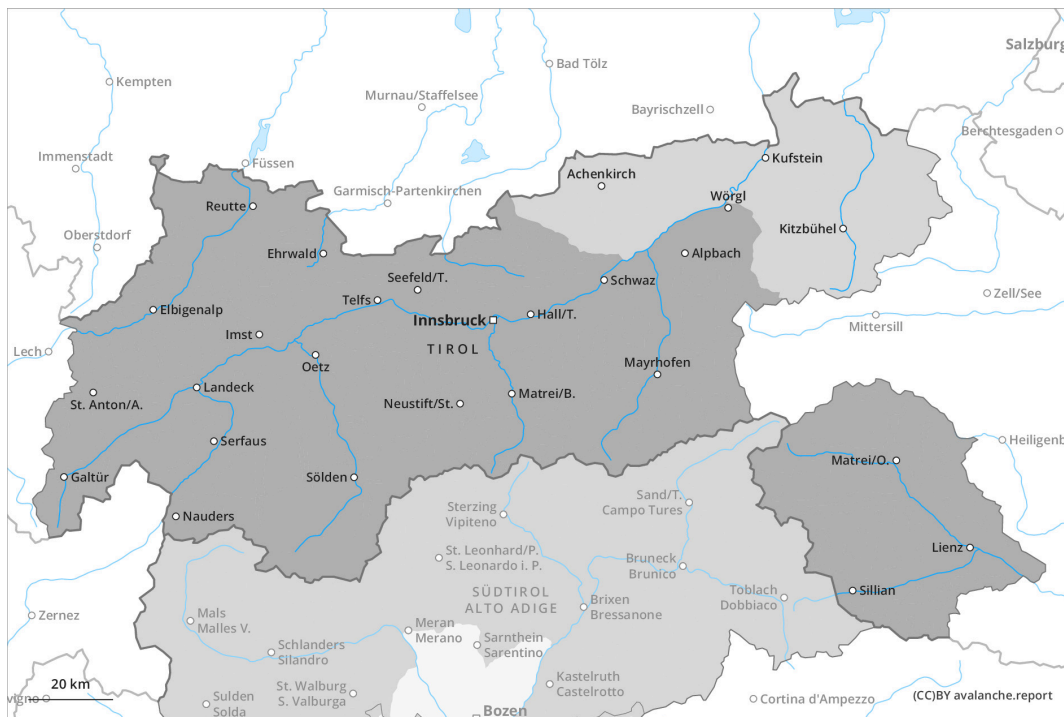 Salzburg
Bad Tölz
Kempten
Murnau/Staffelsee
Bayrischzell
Berchtesgaden
Immenstadt
Füssen
Kufstein
Achenkirch
Garmisch-Partenkirchen
Wörgl
Reutte
Kitzbühel
Oberstdorf
Ehrwald
Alpbach
Seefeld/T.
Schwaz
Zell/See
Telfs
Elbigenalp
Hall/T.
Innsbruck
Mittersill
Imst
TIROL
Lech
Oetz
Mayrhofen
Landeck
Matrei/B.
St. Anton/A.
Neustift/St.
Serfaus
Heiligenb
Matrei/O.
Galtür
Sölden
Sand/T.
Campo Tures
Sterzing
Vipiteno
Nauders
Lienz
St. Leonhard/P.
S. Leonardo i. P.
Bruneck
Brunico
SÜDTIROL
ALTO ADIGE
Sillian
Toblach
Dobbiaco
Brixen
Bressanone
Zernez
Mals
Malles V.
Meran
Merano
Sarnthein
Sarentino
Schlanders
Silandro
Kastelruth
Castelrotto
20 km
St. Walburg
S. Valburga
vigno
Sulden
Solda
Cortina d'Ampezzo
(CC)BY avalanche.report
Bozen